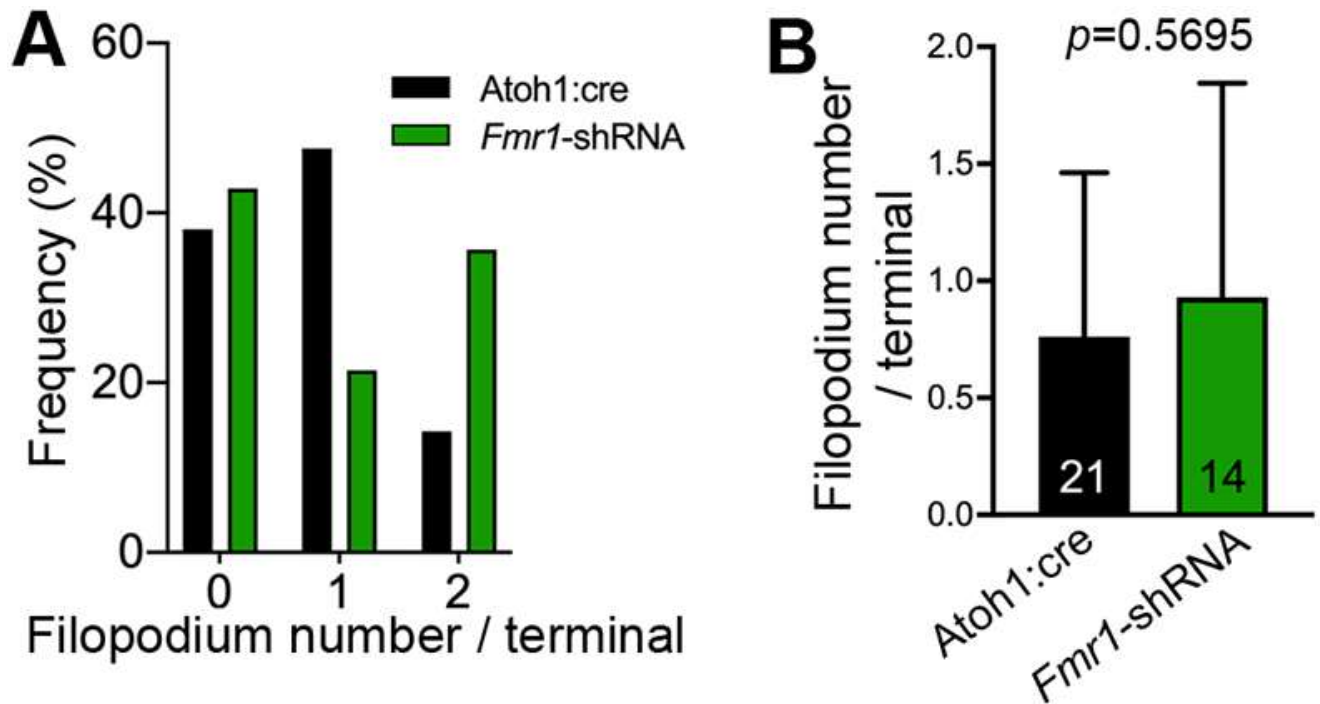 A
60
40
20
0
Frequency (%)
Atoh1:cre
Fmr1-shRNA
0 1 2
Filopodium number / terminal
B
p=0.5695
Filopodium number
/ terminal
2.0
1.5
1.0
0.5
0.0
21 14
Atoh1:cre
Fmr1-shRNA